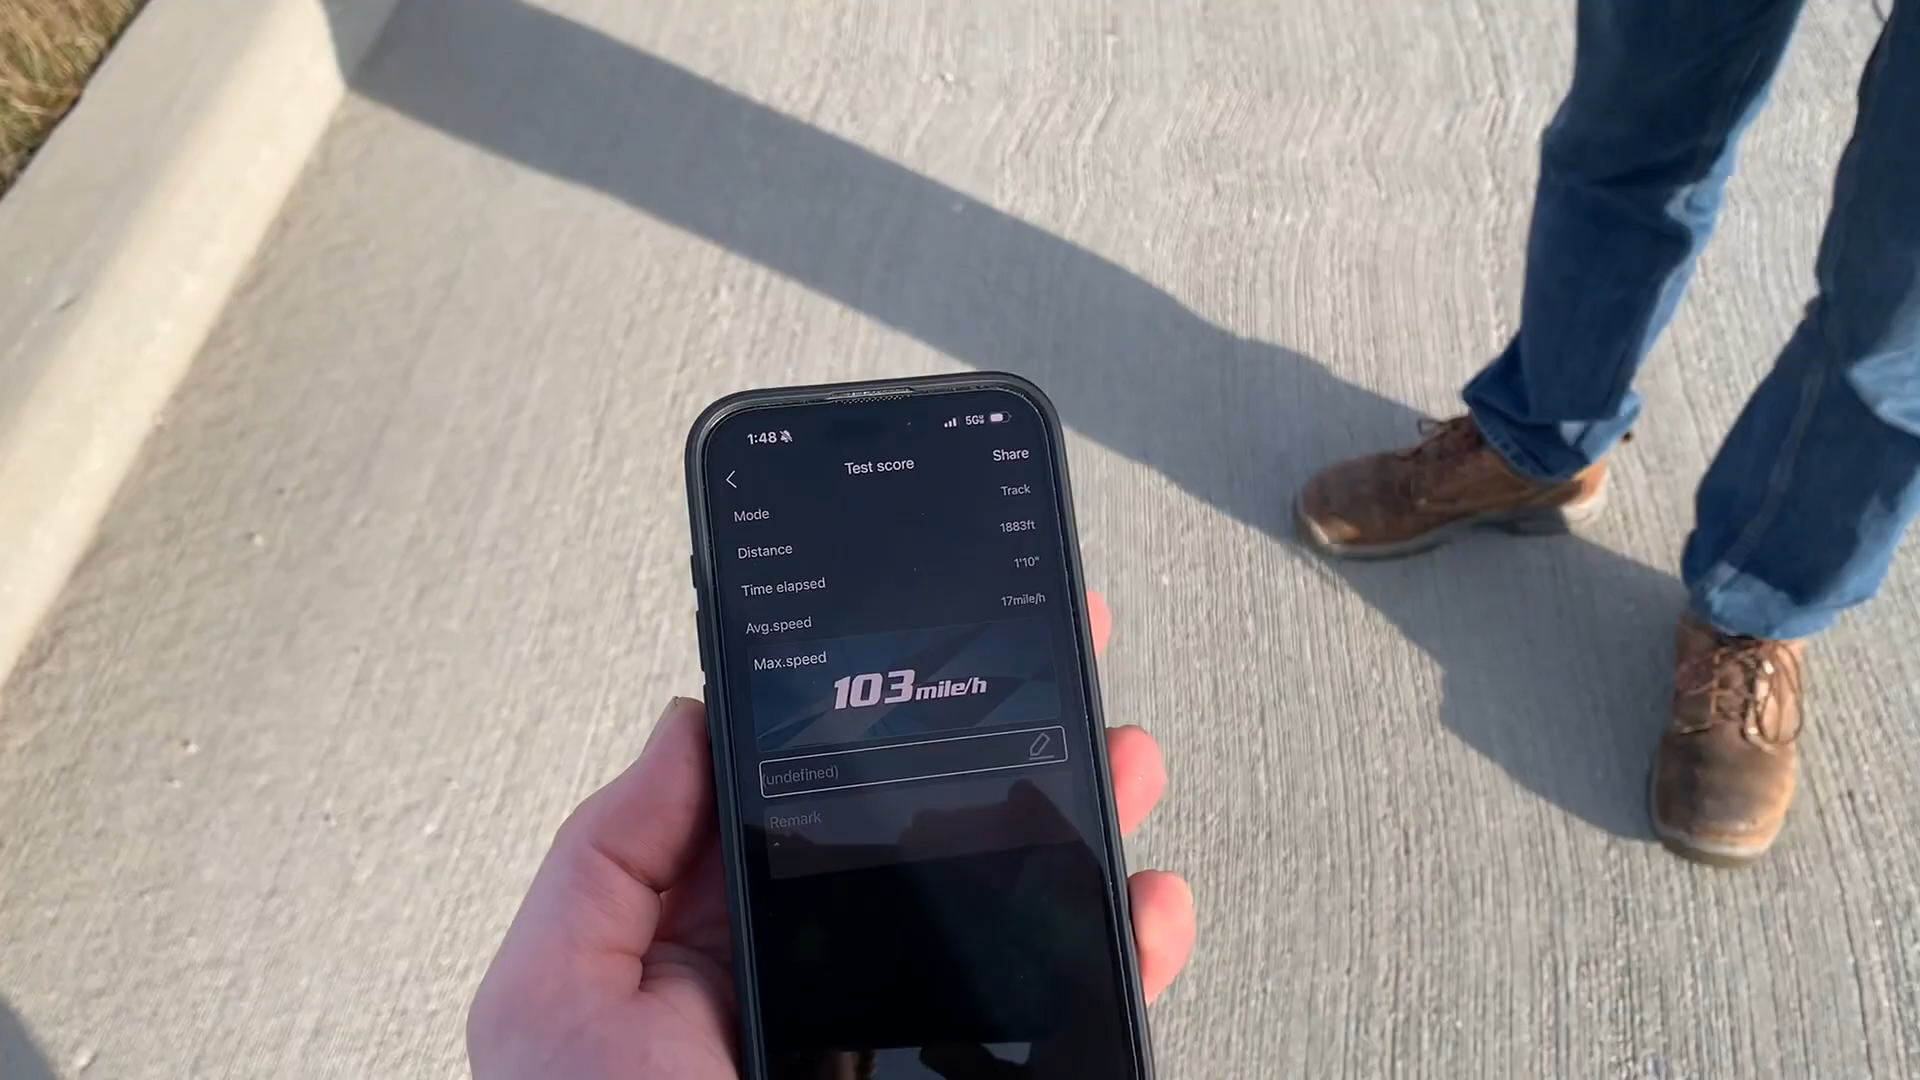 1:48 5G
Test score Share
Mode Track
Distance 1883ft
Time elapsed 1'10"
Avg.speed 17mile/h
Max.speed
103mile/h
(undefined)
Remark